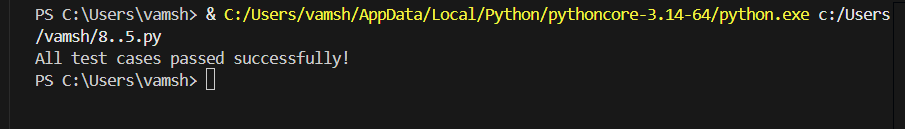 PS C:\Users\vamsh> & C:/Users/vamsh/AppData/Local/Python/pythoncore-3.14-64/python.exe c:/Users
/vamsh/8..5.py
All test cases passed successfully!
PS C:\Users\vamsh>